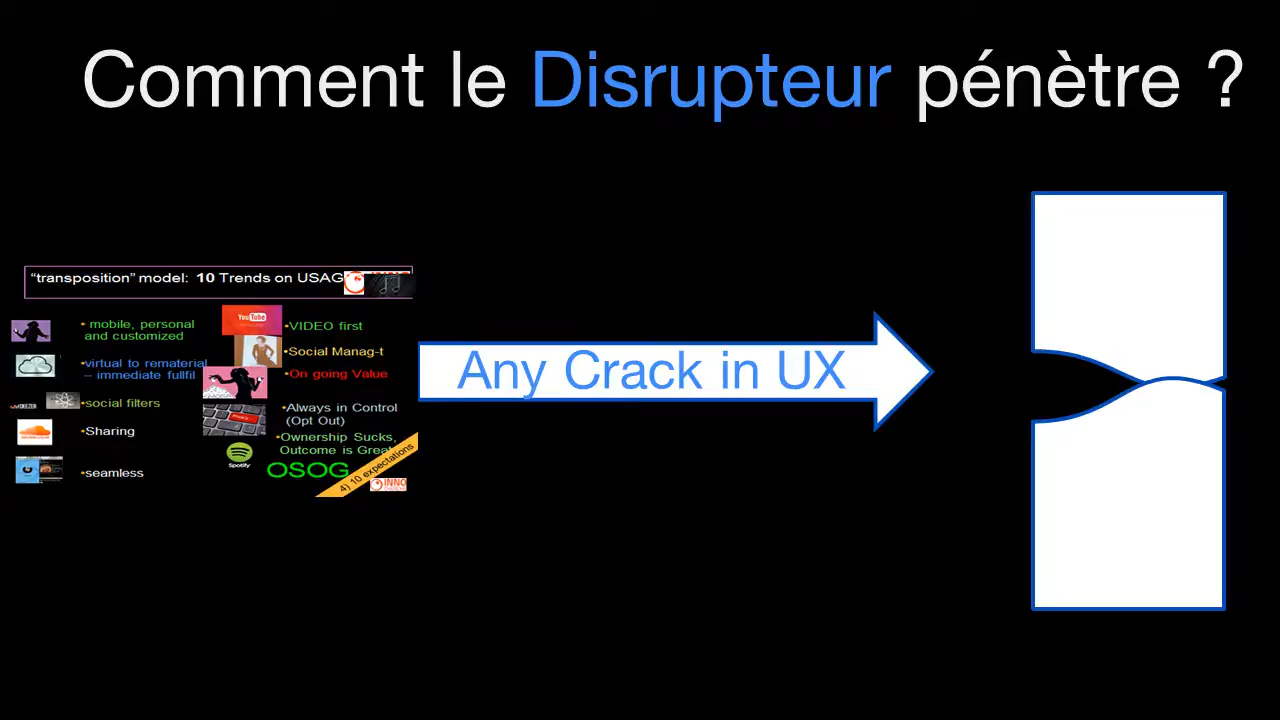 Comment le Disrupteur pénètre ?
“transposition” model: 10 Trends on USAG
• mobile, personal
and customized
•virtual to rematerial
– immediate fullfil
•social filters
•Sharing
•seamless
YouTube
•VIDEO first
•Social Manag-t
•On going Value
Privacy
•Always in Control
(Opt Out)
•Ownership Sucks,
Outcome is Grea
Spotify
OSOG
4) 10 expectations
INNO
Any Crack in UX